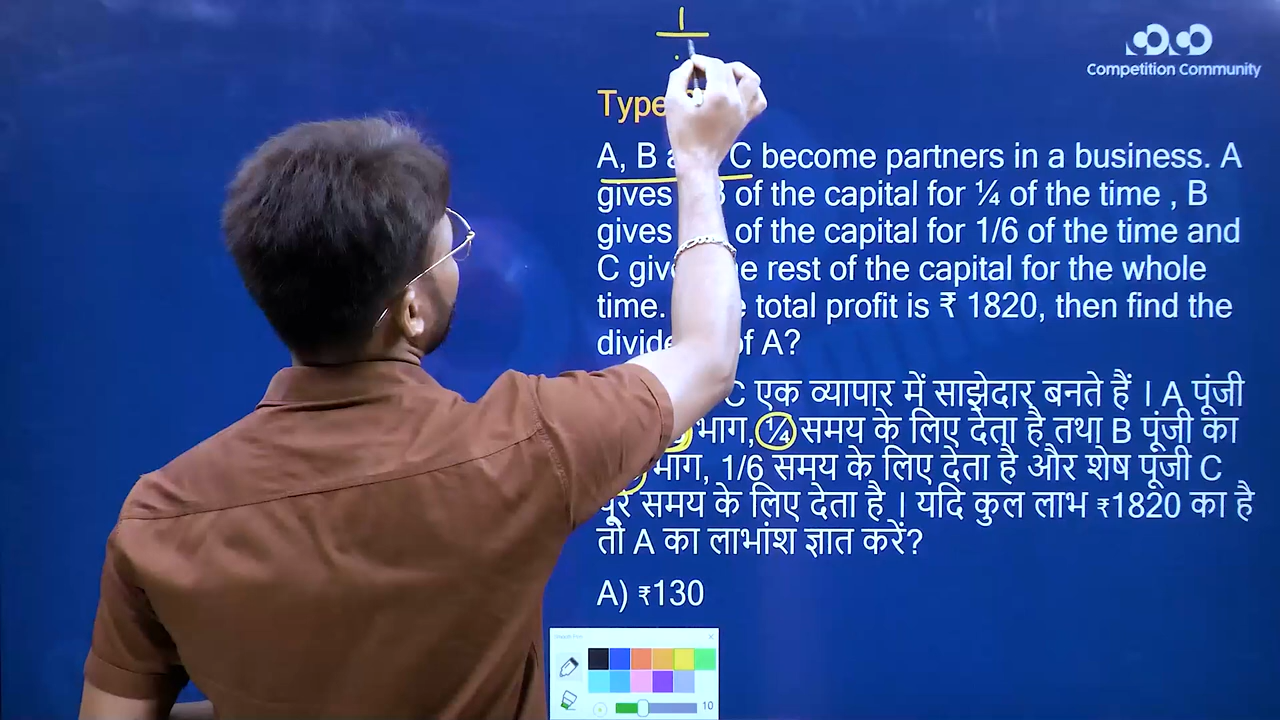 1
Competition Community
Type
A, B C become partners in a business. A
gives of the capital for ¼ of the time , B
gives of the capital for 1/6 of the time and
C rest of the capital for the whole
time. total profit is ₹ 1820, then find the
of A?
C एक व्यापार में साझेदार बनते हैं । A पूंजी
भाग, ¼ समय के लिए देता है तथा B पूंजी का
भाग, 1/6 समय के लिए देता है और शेष पूंजी C
पूरे समय के लिए देता है । यदि कुल लाभ ₹1820 का है
तो A का लाभांश ज्ञात करें?
A) ₹130
10